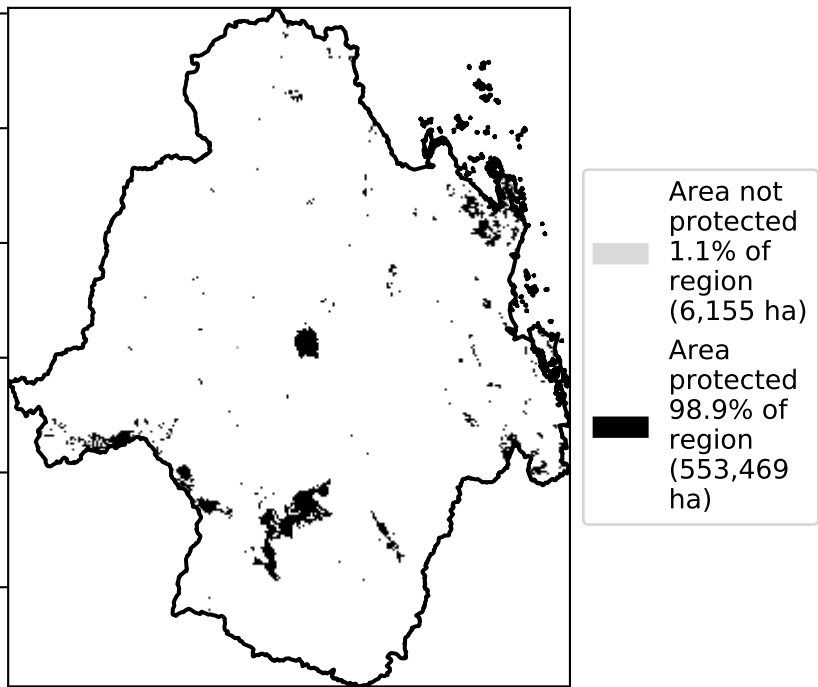 Area not
protected
1.1% of
region
(6,155 ha)
Area
protected
98.9% of
region
(553,469
ha)